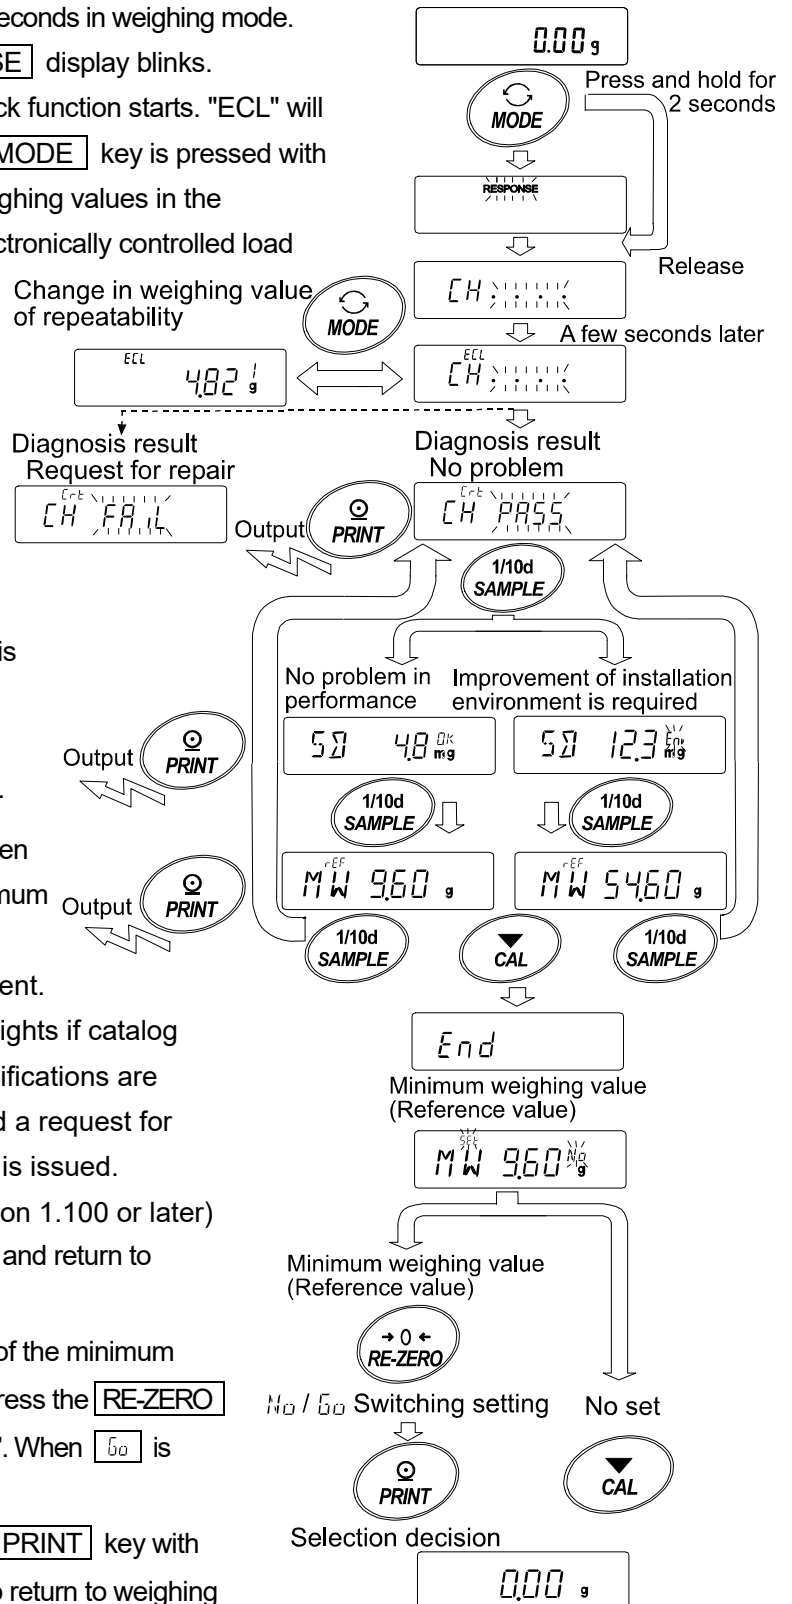 econds in weighing mode.
0.00 g
SE display blinks.
Press and hold for
2 seconds
MODE
ck function starts. "ECL" will
MODE key is pressed with
RESPONSE
ghing values in the
ctronically controlled load
Release
Change in weighing value
of repeatability
MODE
CH
A few seconds later
ECL
4.82 g
ECL
CH
Diagnosis result
Request for repair
Diagnosis result
No problem
Crt
CH FAiL
Output
PRINT
Crt
CH PASS
1/10d
SAMPLE
is
No problem in
performance
Improvement of installation
environment is required
Output
PRINT
SD 4.8 OK mg
SD 12.3 Env mg
.
1/10d
SAMPLE
1/10d
SAMPLE
en
mum
Output
PRINT
rEF
MW 9.60 g
rEF
MW 54.60 g
1/10d
SAMPLE
CAL
1/10d
SAMPLE
ent.
ights if catalog
ifications are
d a request for
is issued.
on 1.100 or later)
and return to
End
Minimum weighing value
(Reference value)
SEt
MW 9.60 No g
Minimum weighing value
(Reference value)
of the minimum
→0←
RE-ZERO
ress the RE-ZERO
No / Go Switching setting
No set
". When Go is
PRINT
CAL
PRINT key with
Selection decision
o return to weighing
0.00 g